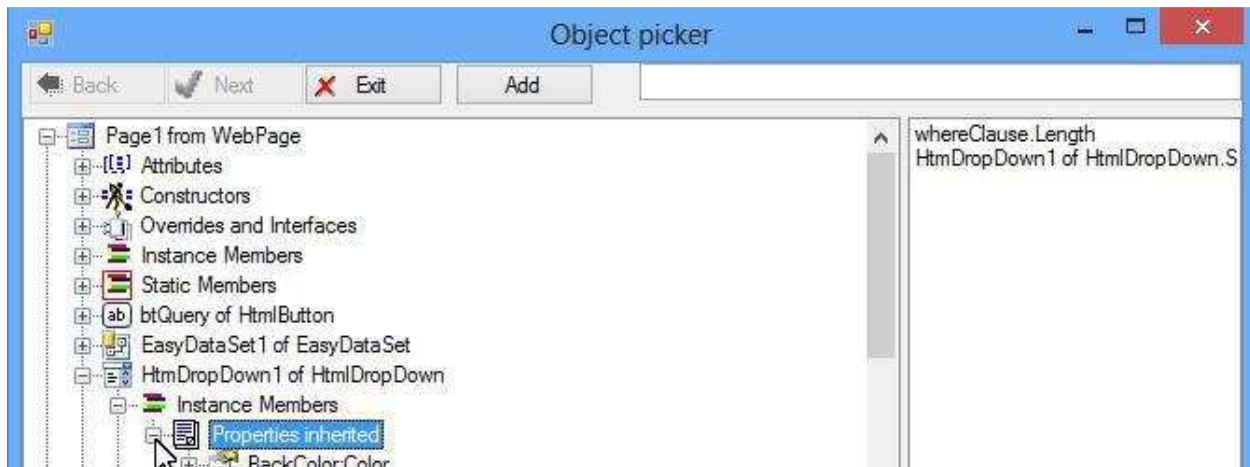 Object picker
Back Next Exit Add
Page1 from WebPage
Attributes
Constructors
Overrides and Interfaces
Instance Members
Static Members
ab btQuery of HtmlButton
EasyDataSet1 of EasyDataSet
HtmDropDown1 of HtmlDropDown
Instance Members
Properties inherited
BackColor:Color
whereClause.Length
HtmDropDown1 of HtmlDropDown.S